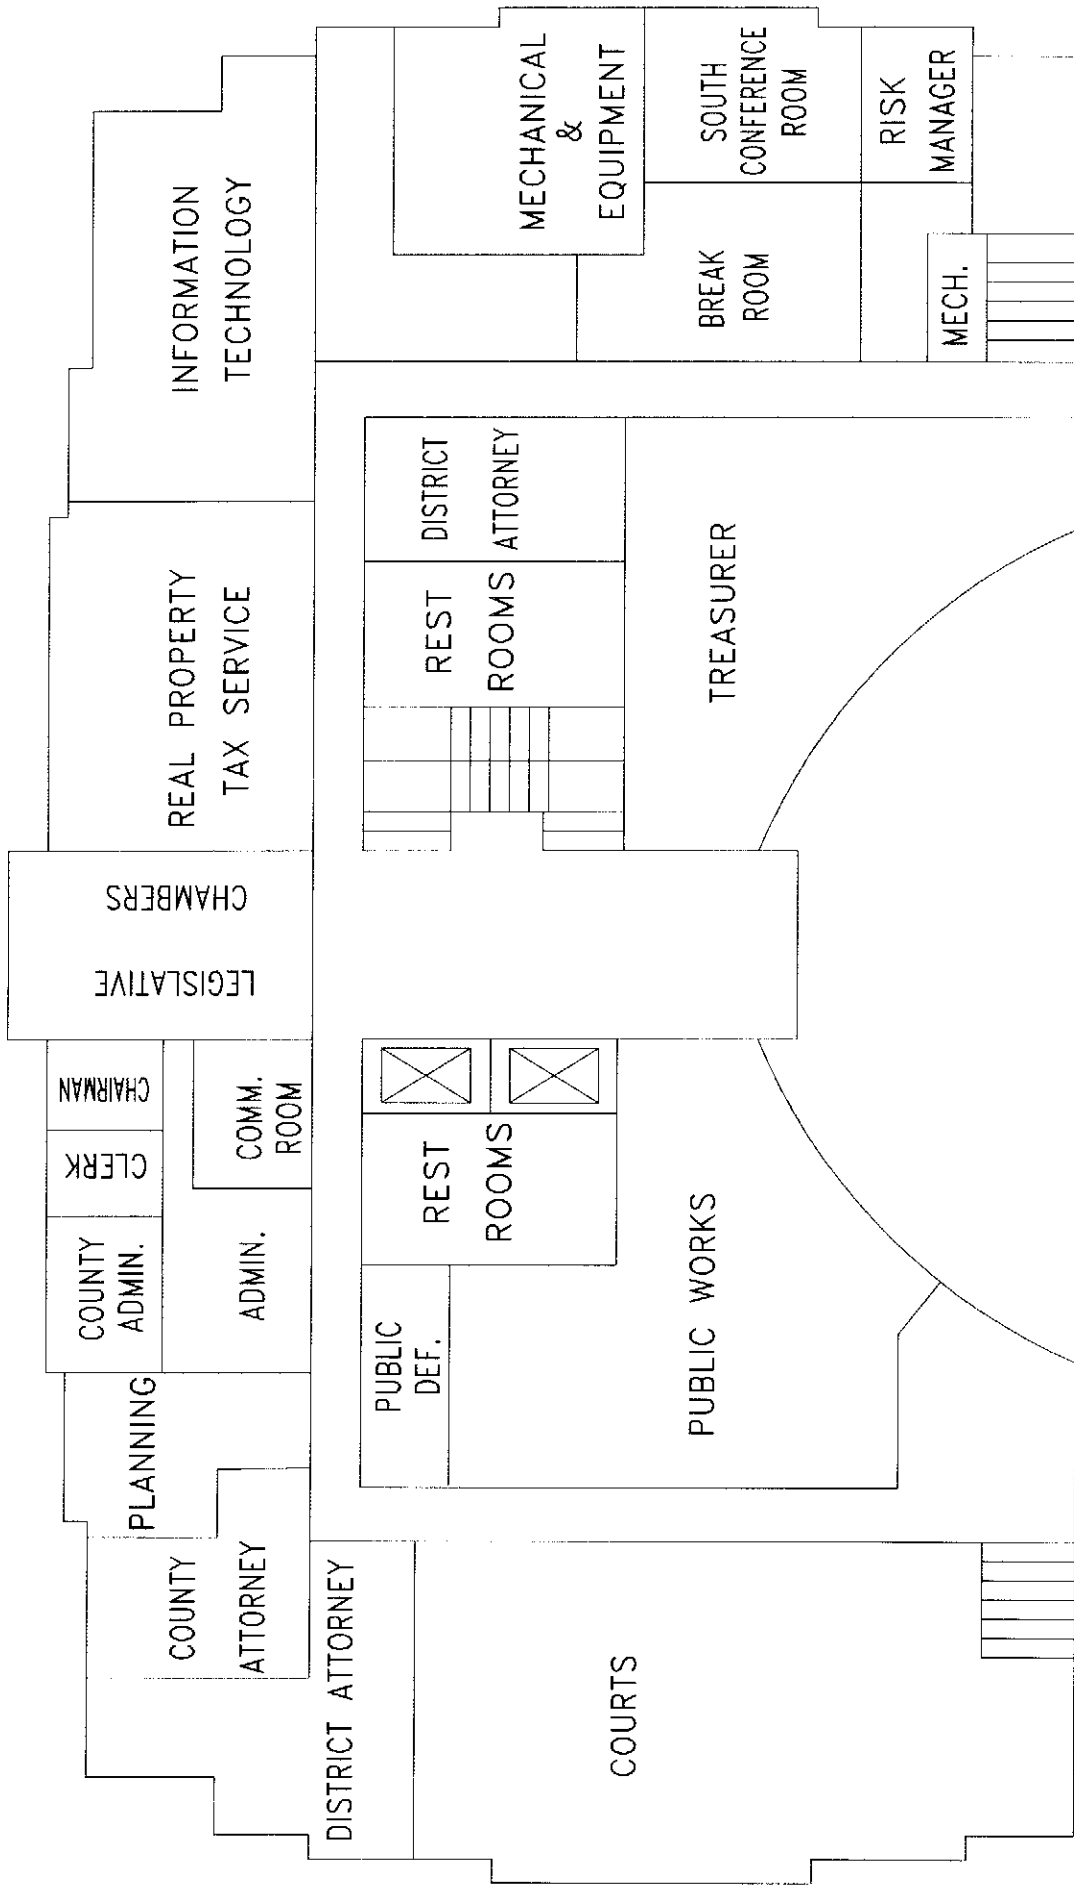 INFORMATION
TECHNOLOGY
MECHANICAL
&
EQUIPMENT
SOUTH
CONFERENCE
ROOM
RISK
MANAGER
BREAK
ROOM
MECH.
REAL PROPERTY
TAX SERVICE
DISTRICT
ATTORNEY
REST
ROOMS
TREASURER
LEGISLATIVE
CHAMBERS
CHAIRMAN
CLERK
COMM.
ROOM
COUNTY
ADMIN.
ADMIN.
REST
ROOMS
PUBLIC
DEF.
PUBLIC WORKS
PLANNING
COUNTY
ATTORNEY
DISTRICT ATTORNEY
COURTS